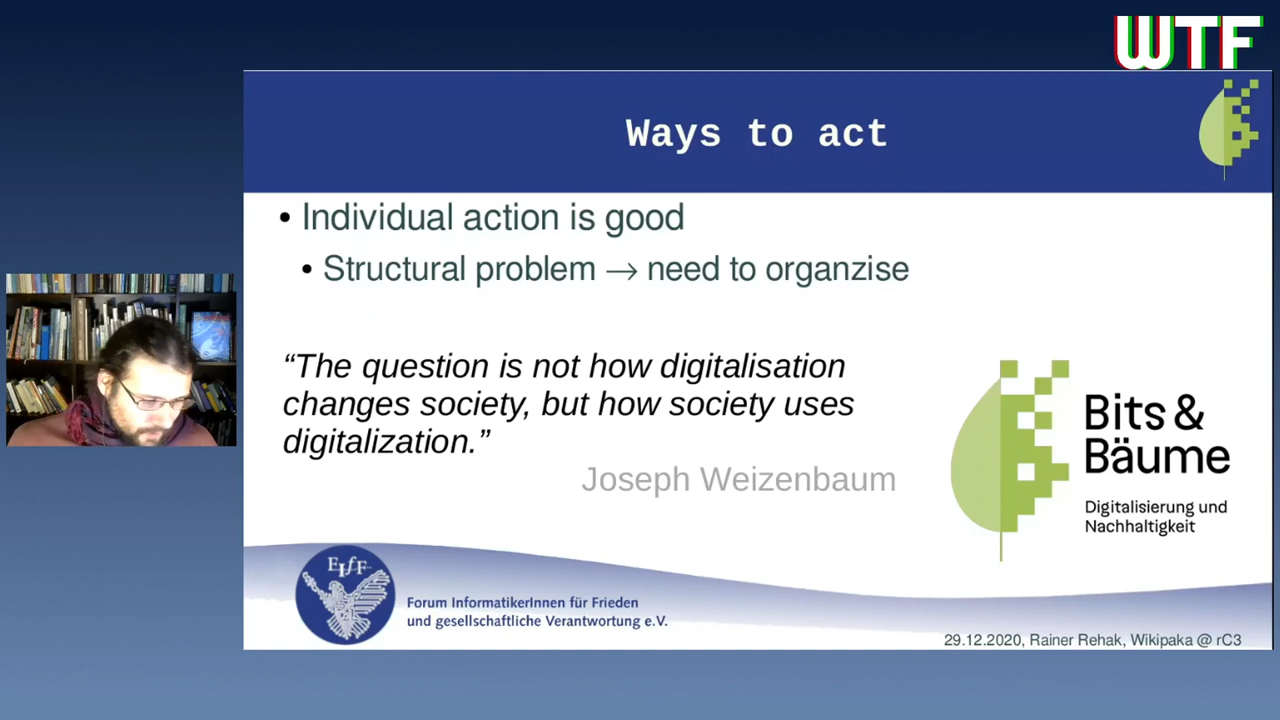 WTF
Ways to act
• Individual action is good
• Structural problem → need to organzise
“The question is not how digitalisation
changes society, but how society uses
digitalization.”
Joseph Weizenbaum
Bits &
Bäume
Digitalisierung und
Nachhaltigkeit
FIfF
Forum InformatikerInnen für Frieden
und gesellschaftliche Verantwortung e.V.
29.12.2020, Rainer Rehak, Wikipaka @ rC3